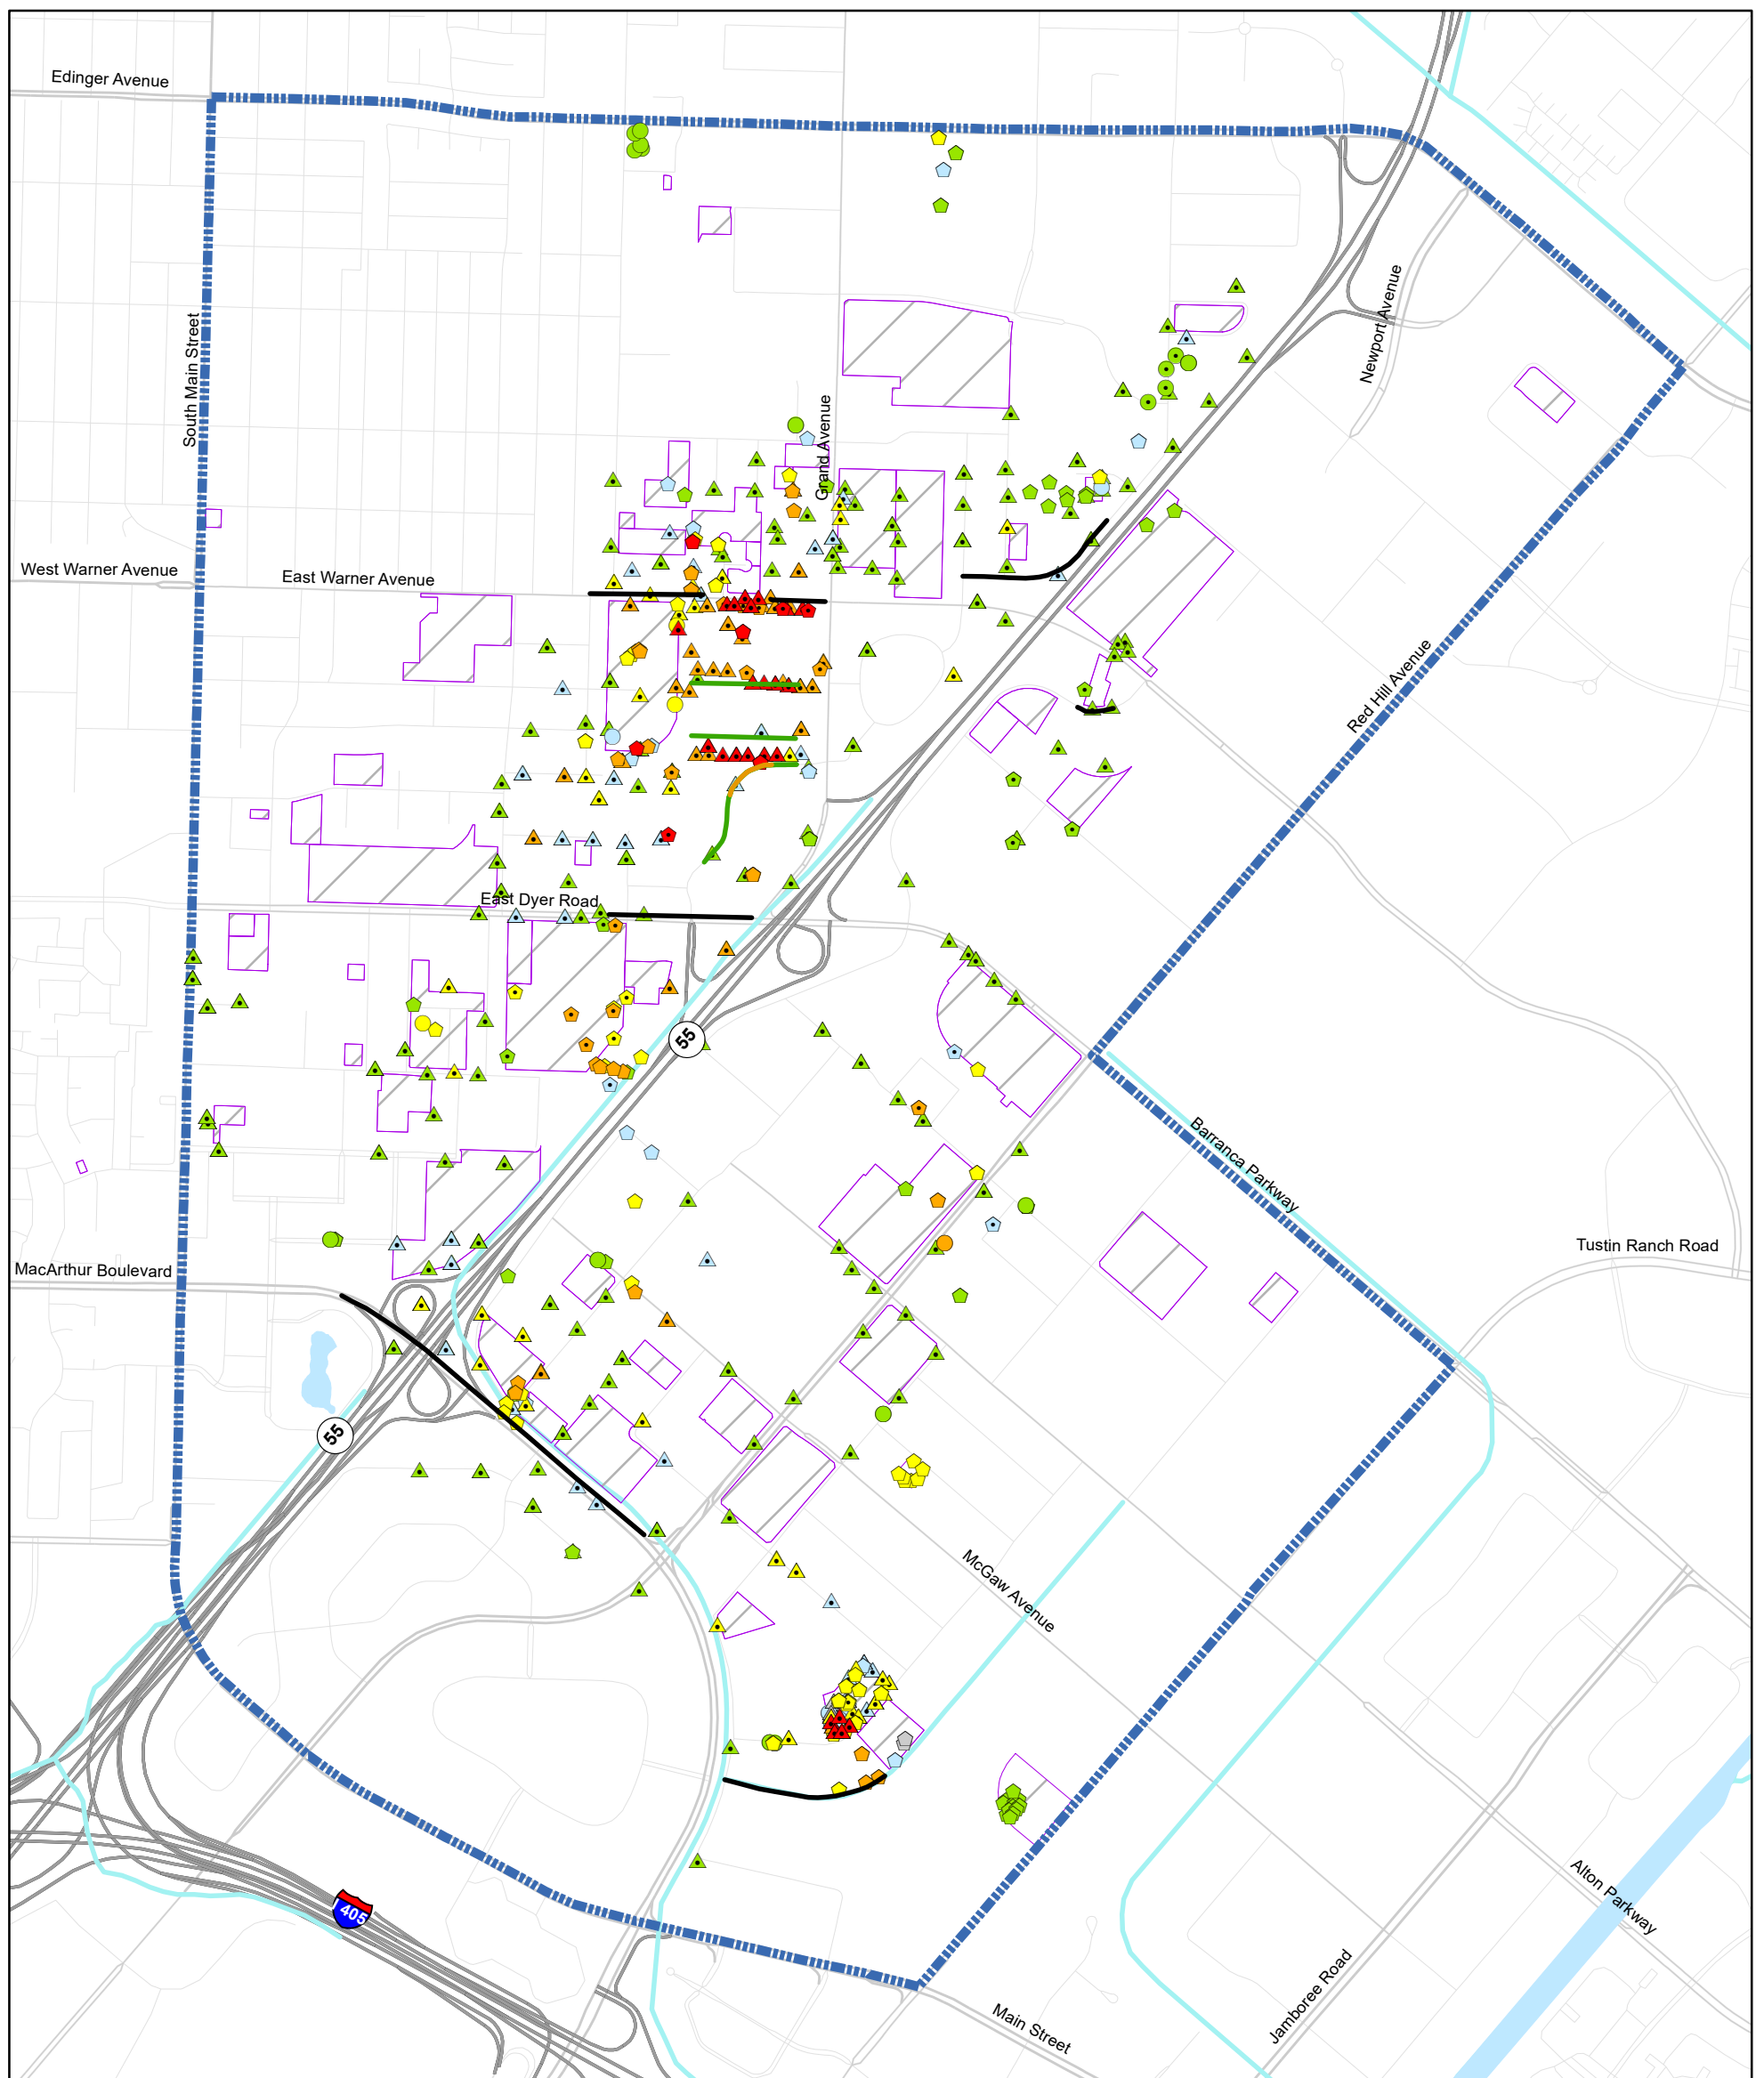 Edinger Avenue
Newport Avenue
South Main Street
Grand Avenue
West Warner Avenue
East Warner Avenue
Red Hill Avenue
East Dyer Road
55
Barranca Parkway
Tustin Ranch Road
MacArthur Boulevard
55
McGaw Avenue
405
Alton Parkway
Jamboree Road
Main Street